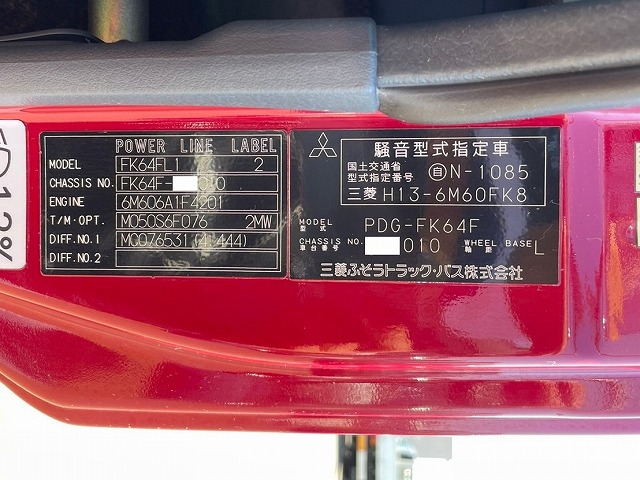 POWER LINE LABEL
MODEL FK64FL1 2
CHASSIS NO. FK64F- 010
ENGINE 6M606A1F4201
T/M・OPT. M050S6F076 2MW
DIFF.NO.1 MC076531(4.444)
DIFF.NO.2
騒音型式指定車
国土交通省
型式指定番号 自 N-1085
三菱 H13-6M60FK8
MODEL
型式 PDG-FK64F
CHASSIS NO.
車台番号 010 WHEEL BASE
軸距 L
三菱ふそうトラック・バス株式会社